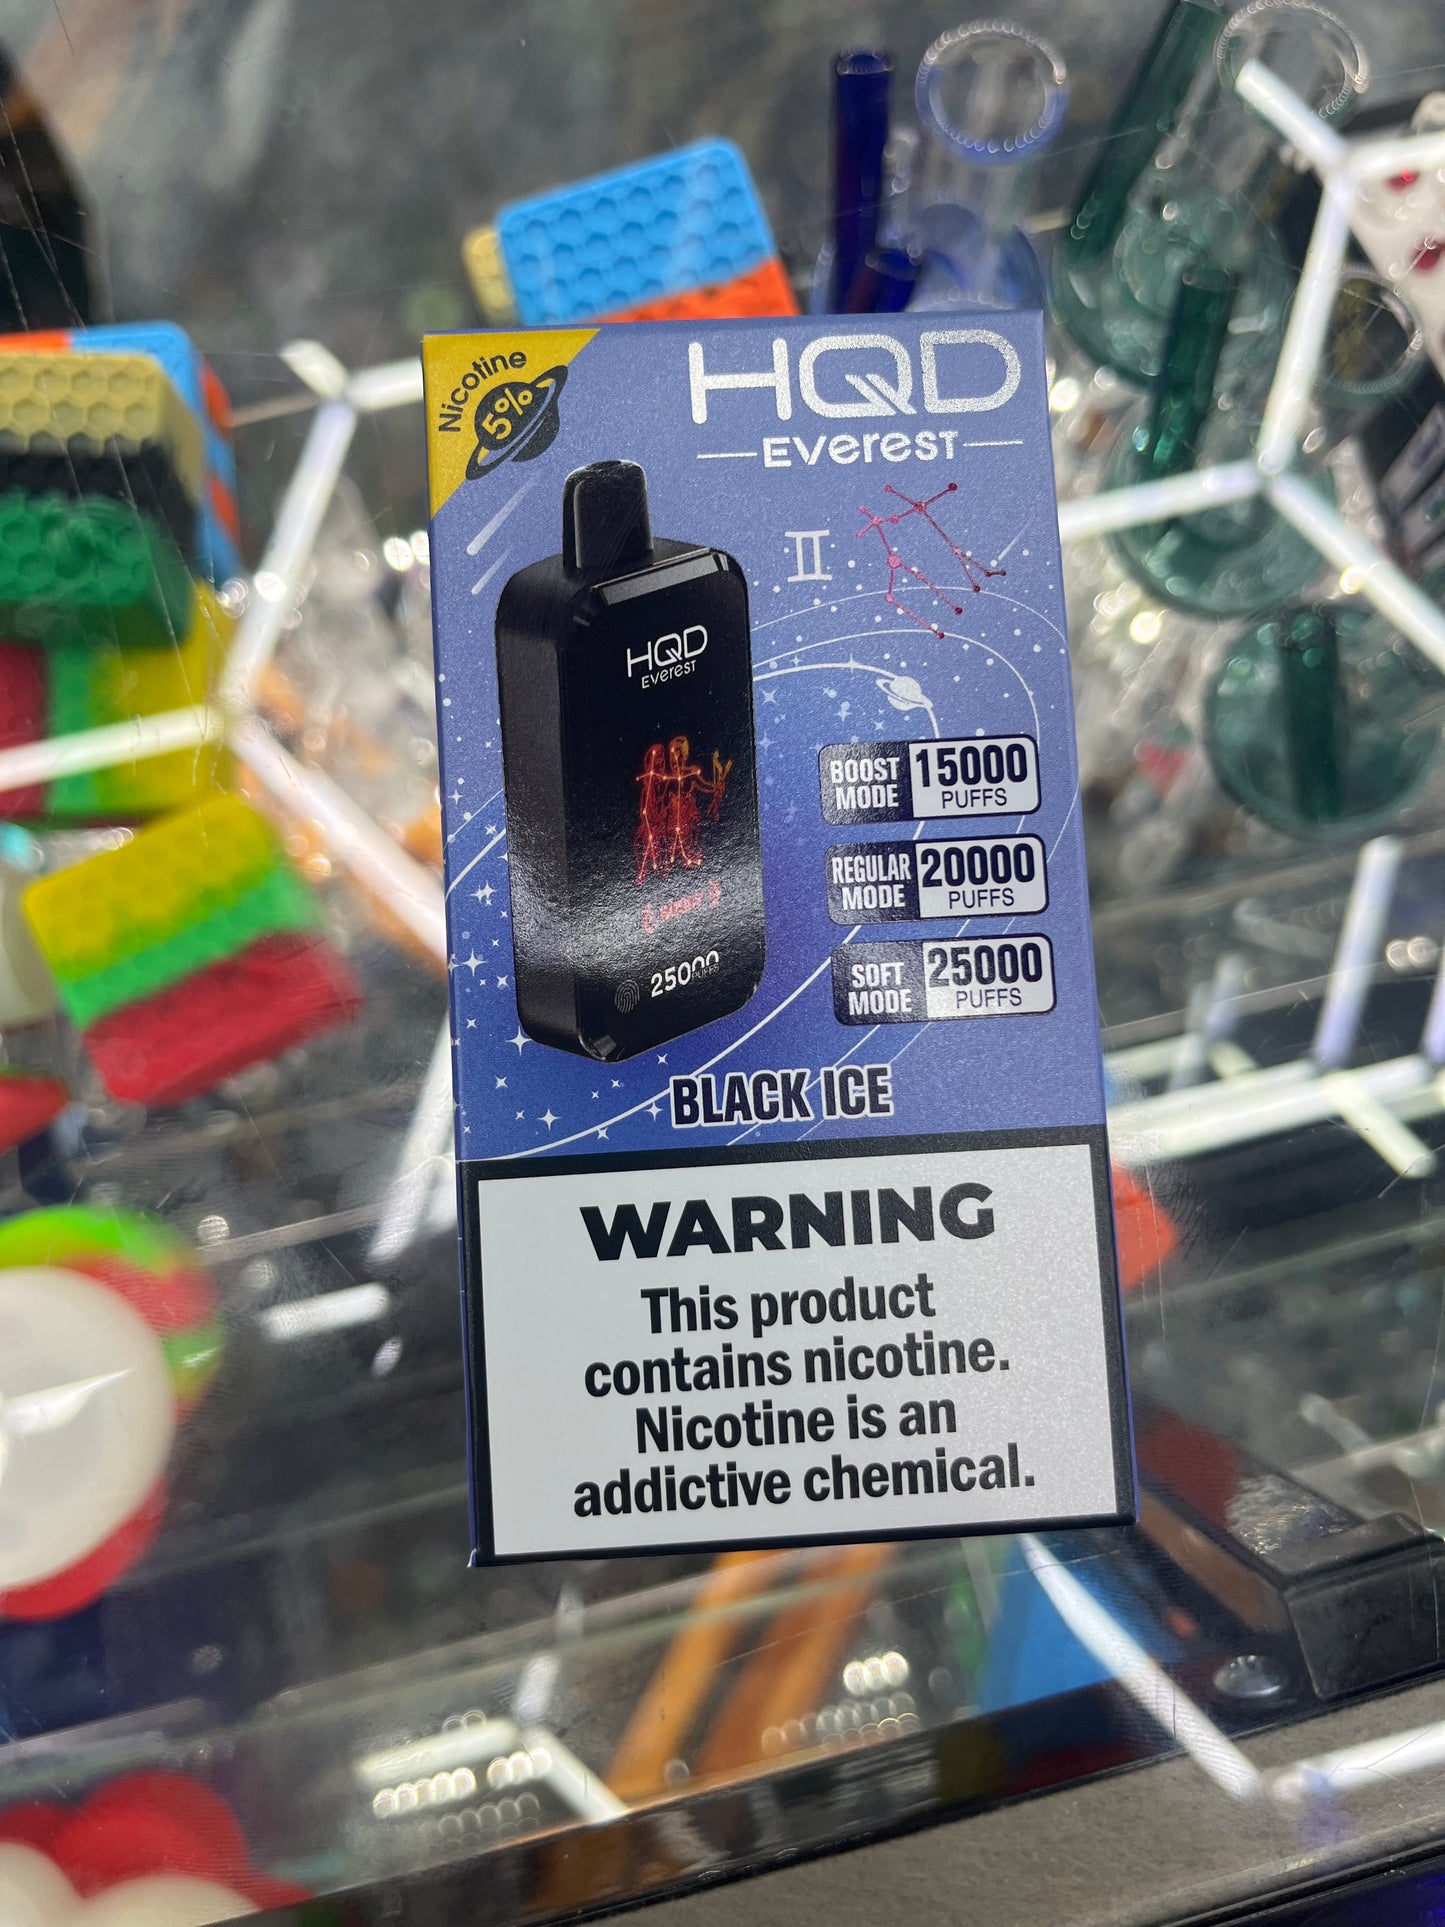 Nicotine
5%
HQD
Everest
II
HQD
Everest
BOOST MODE 15000 PUFFS
REGULAR MODE 20000 PUFFS
SOFT MODE 25000 PUFFS
25000
PUFFS
BLACK ICE
WARNING
This product
contains nicotine.
Nicotine is an
addictive chemical.